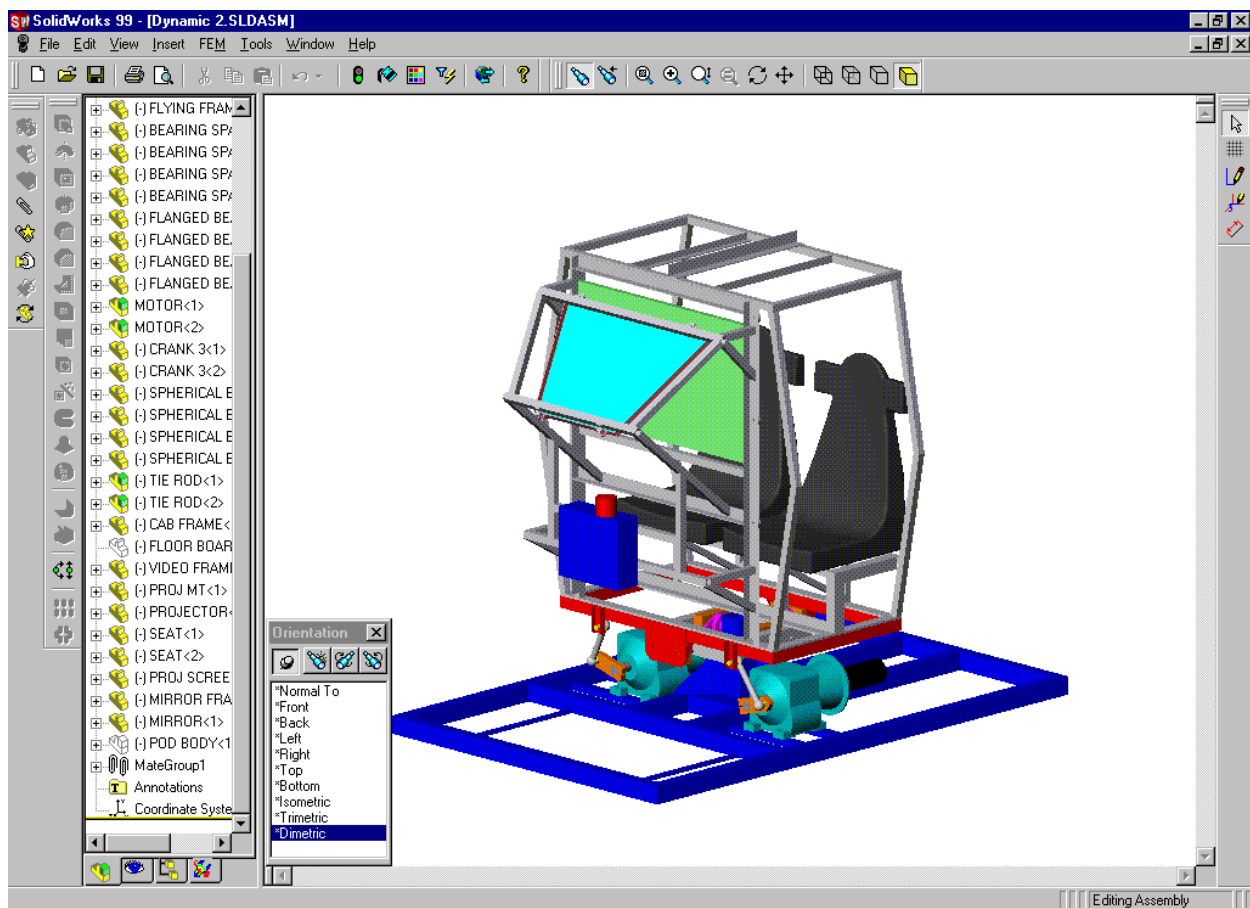 SolidWorks 99 - [Dynamic 2.SLDASM]
File Edit View Insert FEM Tools Window Help
(-) FLYING FRAM
(-) BEARING SPA
(-) BEARING SPA
(-) BEARING SPA
(-) BEARING SPA
(-) FLANGED BE.
(-) FLANGED BE.
(-) FLANGED BE.
(-) FLANGED BE.
MOTOR<1>
MOTOR<2>
(-) CRANK 3<1>
(-) CRANK 3<2>
(-) SPHERICAL E
(-) SPHERICAL E
(-) SPHERICAL E
(-) SPHERICAL E
(-) TIE ROD<1>
(-) TIE ROD<2>
(-) CAB FRAME<
(-) FLOOR BOAR
(-) VIDEO FRAMI
(-) PROJ MT<1>
(-) PROJECTOR<
(-) SEAT<1>
(-) SEAT<2>
(-) PROJ SCREE
(-) MIRROR FRA
(-) MIRROR<1>
(-) POD BODY<1
MateGroup1
Annotations
Coordinate Syste
Orientation
*Normal To
*Front
*Back
*Left
*Right
*Top
*Bottom
*Isometric
*Trimetric
*Dimetric
Editing Assembly